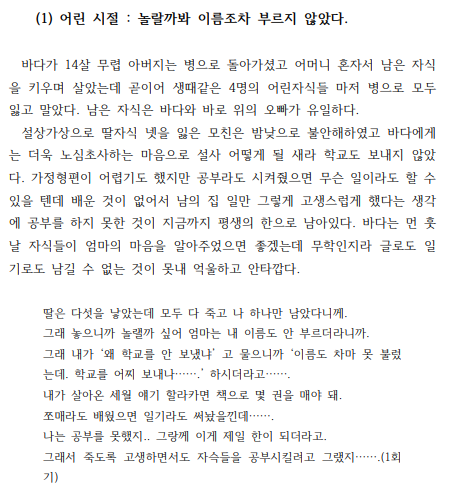 (1) 어린 시절 : 놀랄까봐 이름조차 부르지 않았다.
바다가 14살 무렵 아버지는 병으로 돌아가셨고 어머니 혼자서 남은 자식
을 키우며 살았는데 곧이어 생때같은 4명의 어린자식들 마저 병으로 모두
잃고 말았다. 남은 자식은 바다와 바로 위의 오빠가 유일하다.
설상가상으로 딸자식 넷을 잃은 모친은 밤낮으로 불안해하였고 바다에게
는 더욱 노심초사하는 마음으로 설사 어떻게 될 새라 학교도 보내지 않았
다. 가정형편이 어렵기도 했지만 공부라도 시켜줬으면 무슨 일이라도 할 수
있을 텐데 배운 것이 없어서 남의 집 일만 그렇게 고생스럽게 했다는 생각
에 공부를 하지 못한 것이 지금까지 평생의 한으로 남아있다. 바다는 먼 훗
날 자식들이 엄마의 마음을 알아주었으면 좋겠는데 무학인지라 글로도 일
기로도 남길 수 없는 것이 못내 억울하고 안타깝다.
딸은 다섯을 낳았는데 모두 다 죽고 나 하나만 남았다니께.
그래 놓으니까 놀랠까 싶어 엄마는 내 이름도 안 부르더라니까.
그래 내가 ‘왜 학교를 안 보냈냐’ 고 물으니까 ‘이름도 차마 못 불렀
는데. 학교를 어찌 보내나…….’ 하시더라고…….
내가 살아온 세월 얘기 할라카면 책으로 몇 권을 매야 돼.
쪼매라도 배웠으면 일기라도 써놨을낀데…….
나는 공부를 못했지.. 그랑께 이게 제일 한이 되더라고.
그래서 죽도록 고생하면서도 자슥들을 공부시킬려고 그랬지…….(1회
기)